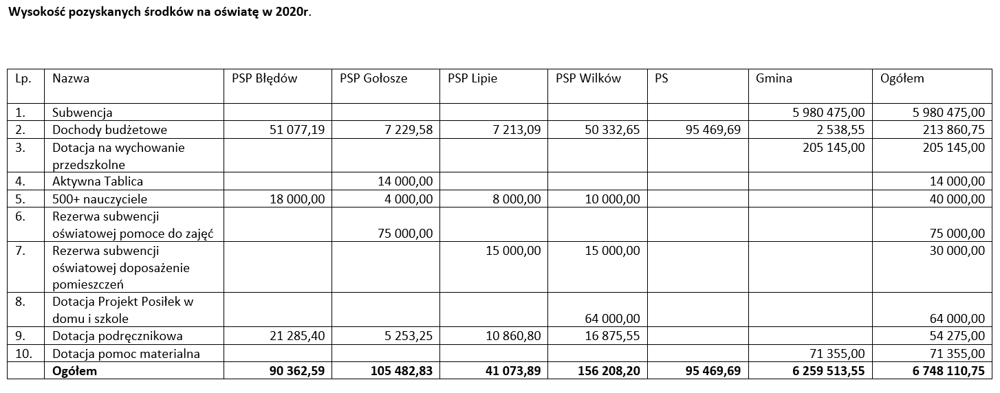 Wysokość pozyskanych środków na oświatę w 2020r.
Lp. Nazwa PSP Błędów PSP Gołosze PSP Lipie PSP Wilków PS Gmina Ogółem
1. Subwencja 5 980 475,00 5 980 475,00
2. Dochody budżetowe 51 077,19 7 229,58 7 213,09 50 332,65 95 469,69 2 538,55 213 860,75
3. Dotacja na wychowanie 205 145,00 205 145,00
przedszkolne
4. Aktywna Tablica 14 000,00 14 000,00
5. 500+ nauczyciele 18 000,00 4 000,00 8 000,00 10 000,00 40 000,00
6. Rezerwa subwencji
oświatowej pomoce do zajęć 75 000,00 75 000,00
7. Rezerwa subwencji 15 000,00 15 000,00 30 000,00
oświatowej doposażenie
pomieszczeń
8. Dotacja Projekt Posiłek w
domu i szkole 64 000,00 64 000,00
9. Dotacja podręcznikowa 21 285,40 5 253,25 10 860,80 16 875,55 54 275,00
10. Dotacja pomoc materialna 71 355,00 71 355,00
Ogółem 90 362,59 105 482,83 41 073,89 156 208,20 95 469,69 6 259 513,55 6 748 110,75